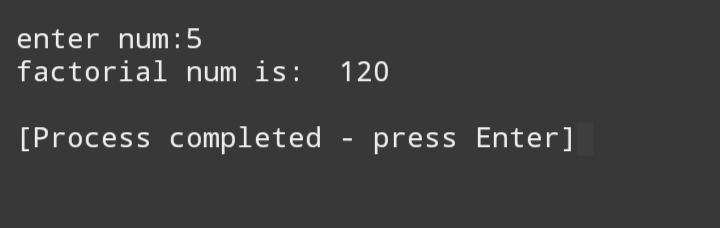 enter num:5
factorial num is:  120
[Process completed - press Enter]